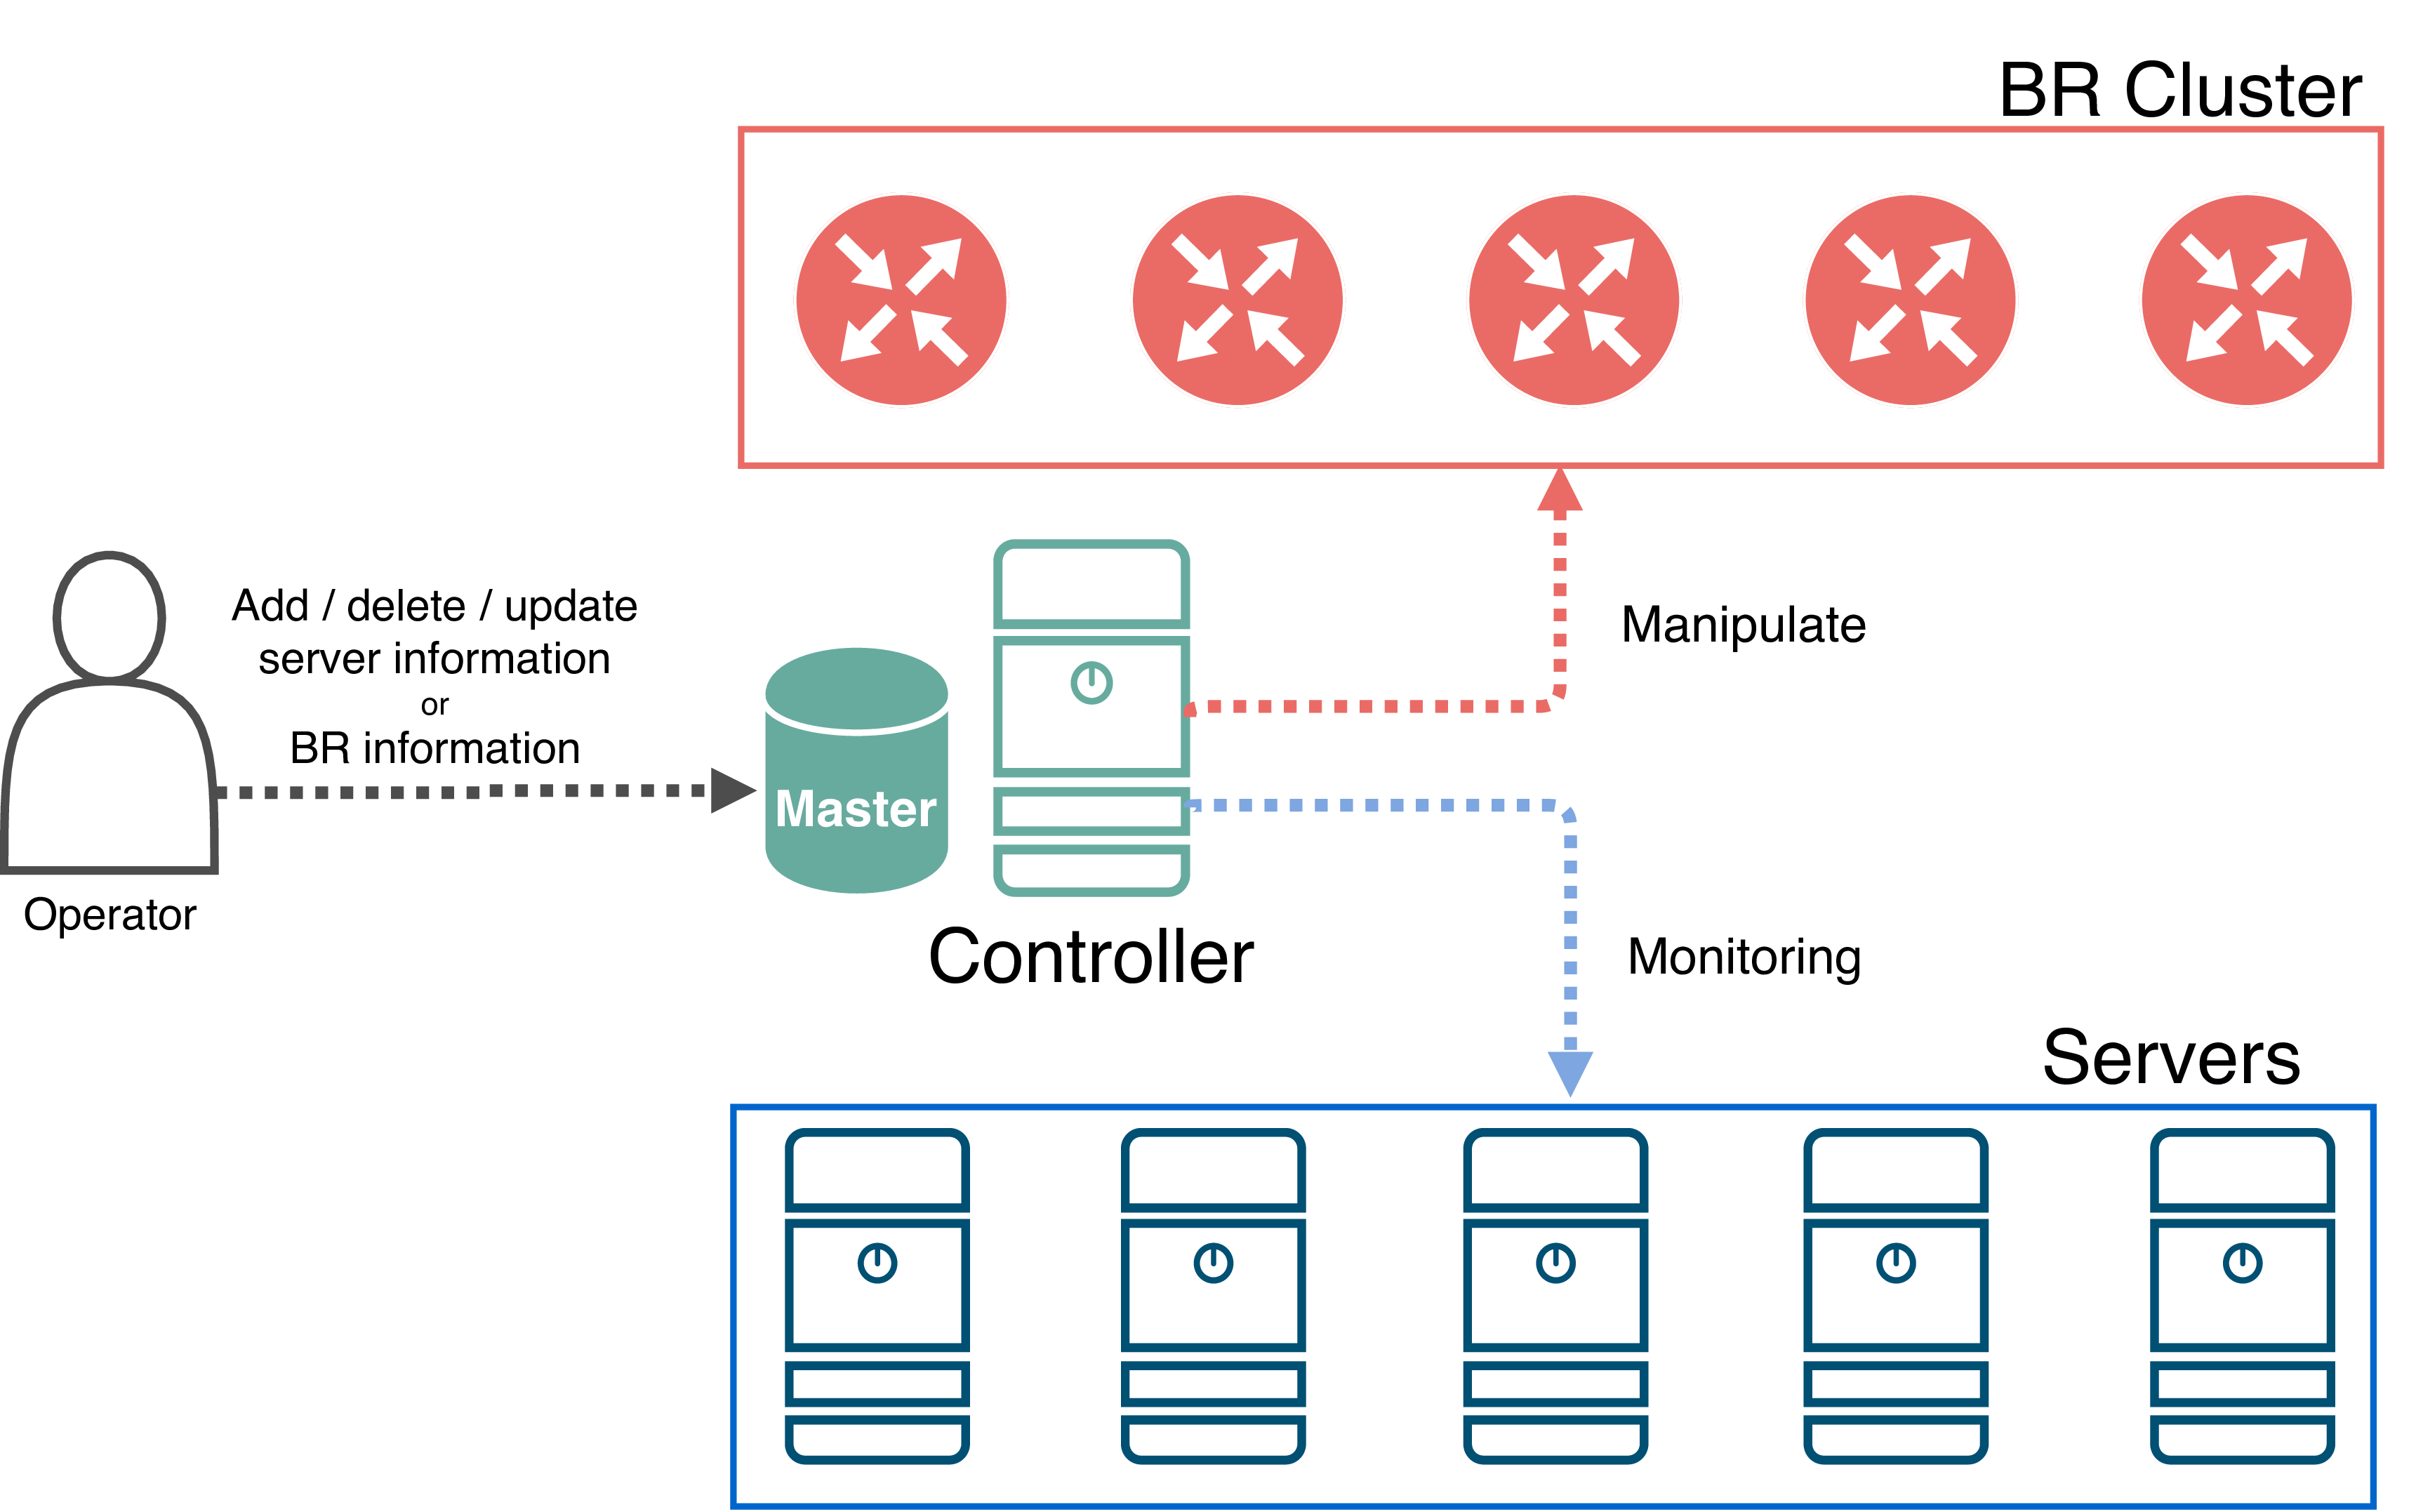 BR Cluster
Add / delete / update
server information
or
BR information
Operator
Master
Controller
Manipulate
Monitoring
Servers